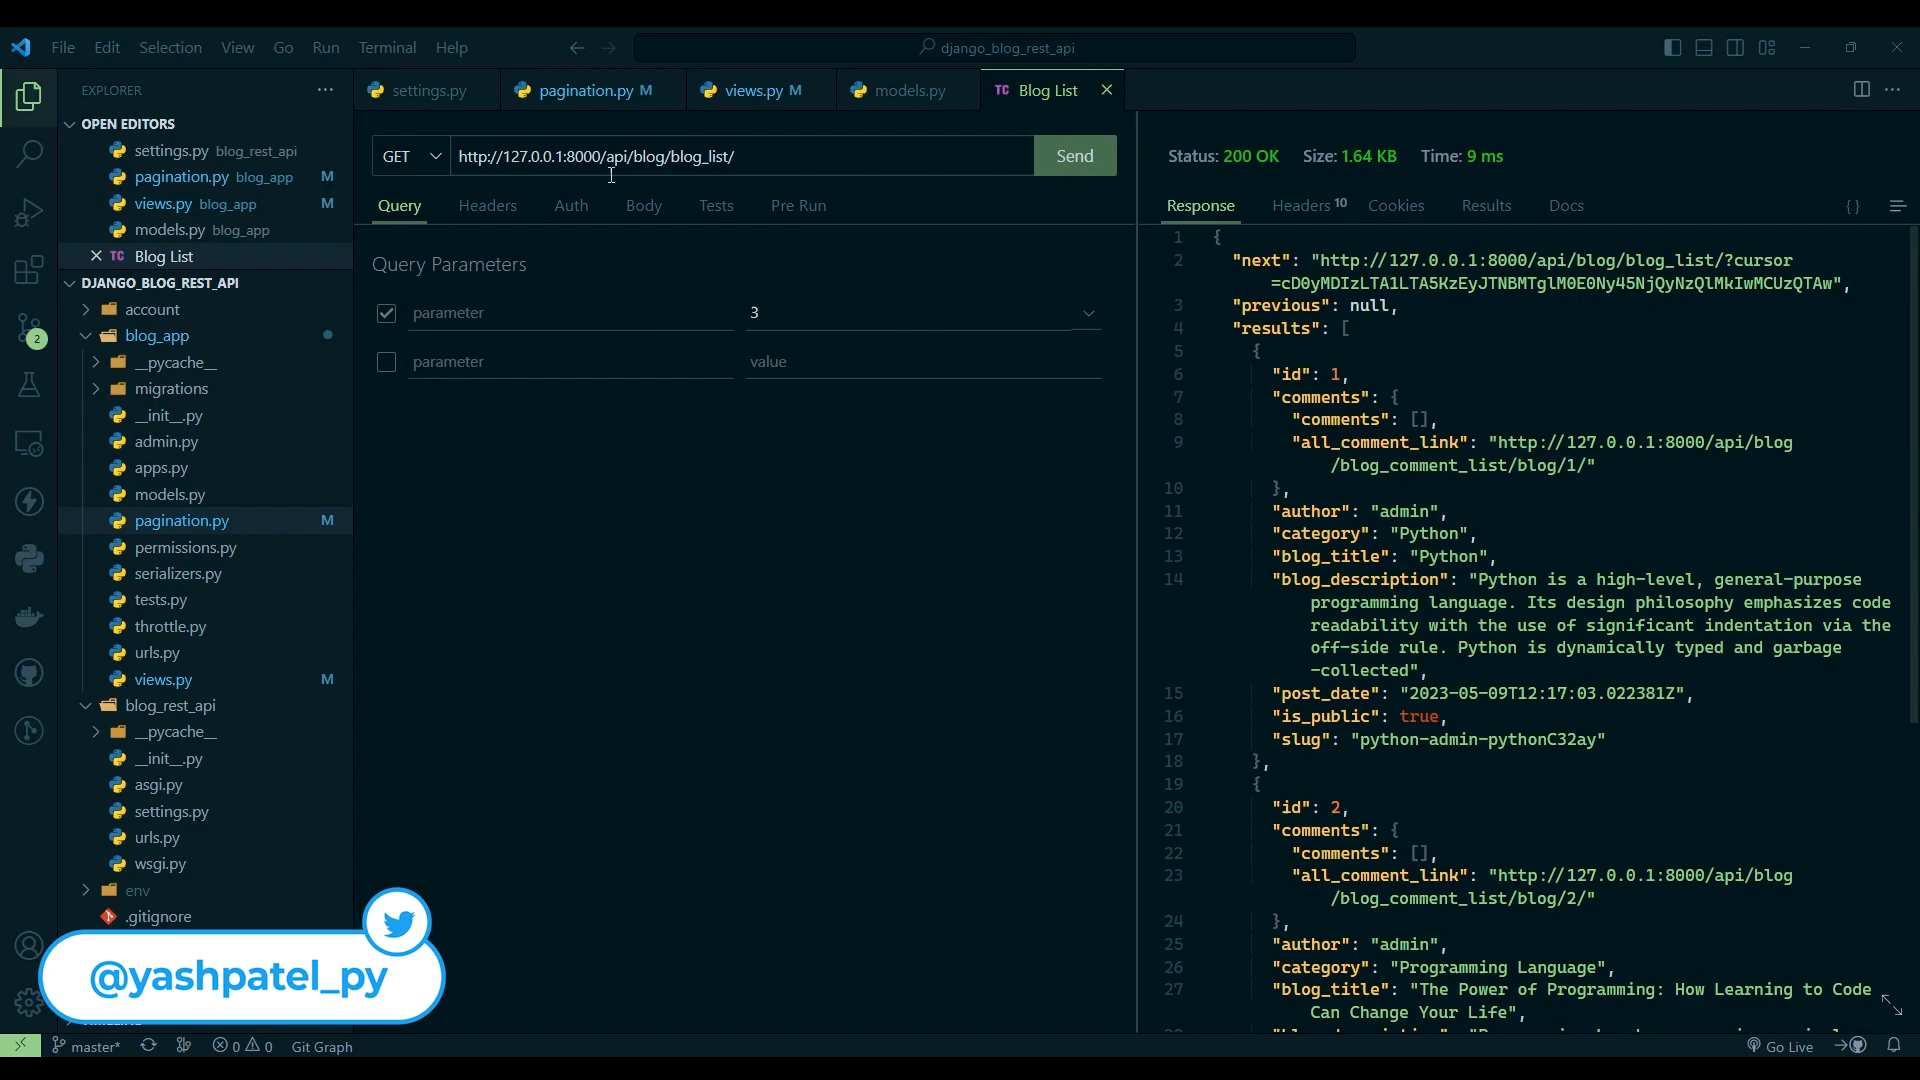 File Edit Selection View Go Run Terminal Help
django_blog_rest_api
EXPLORER
OPEN EDITORS
settings.py blog_rest_api
pagination.py blog_app M
views.py blog_app M
models.py blog_app
TC Blog List
DJANGO_BLOG_REST_API
account
blog_app
__pycache__
migrations
__init__.py
admin.py
apps.py
models.py
pagination.py M
permissions.py
serializers.py
tests.py
throttle.py
urls.py
views.py M
blog_rest_api
__pycache__
__init__.py
asgi.py
settings.py
urls.py
wsgi.py
env
.gitignore
2
@yashpatel_py
settings.py pagination.py M views.py M models.py TC Blog List
GET http://127.0.0.1:8000/api/blog/blog_list/ Send
Query Headers Auth Body Tests Pre Run
Query Parameters
parameter 3
parameter value
Status: 200 OK Size: 1.64 KB Time: 9 ms
Response Headers 10 Cookies Results Docs { }
1 {
2 "next": "http://127.0.0.1:8000/api/blog/blog_list/?cursor
=cD0yMDIzLTA1LTA5KzEyJTNBMTglM0E0Ny45NjQyNzQlMkIwMCUzQTAw",
3 "previous": null,
4 "results": [
5 {
6 "id": 1,
7 "comments": {
8 "comments": [],
9 "all_comment_link": "http://127.0.0.1:8000/api/blog
/blog_comment_list/blog/1/"
10 },
11 "author": "admin",
12 "category": "Python",
13 "blog_title": "Python",
14 "blog_description": "Python is a high-level, general-purpose
programming language. Its design philosophy emphasizes code
readability with the use of significant indentation via the
off-side rule. Python is dynamically typed and garbage
-collected",
15 "post_date": "2023-05-09T12:17:03.022381Z",
16 "is_public": true,
17 "slug": "python-admin-pythonC32ay"
18 },
19 {
20 "id": 2,
21 "comments": {
22 "comments": [],
23 "all_comment_link": "http://127.0.0.1:8000/api/blog
/blog_comment_list/blog/2/"
24 },
25 "author": "admin",
26 "category": "Programming Language",
27 "blog_title": "The Power of Programming: How Learning to Code
Can Change Your Life",
master* 0 0 Git Graph Go Live